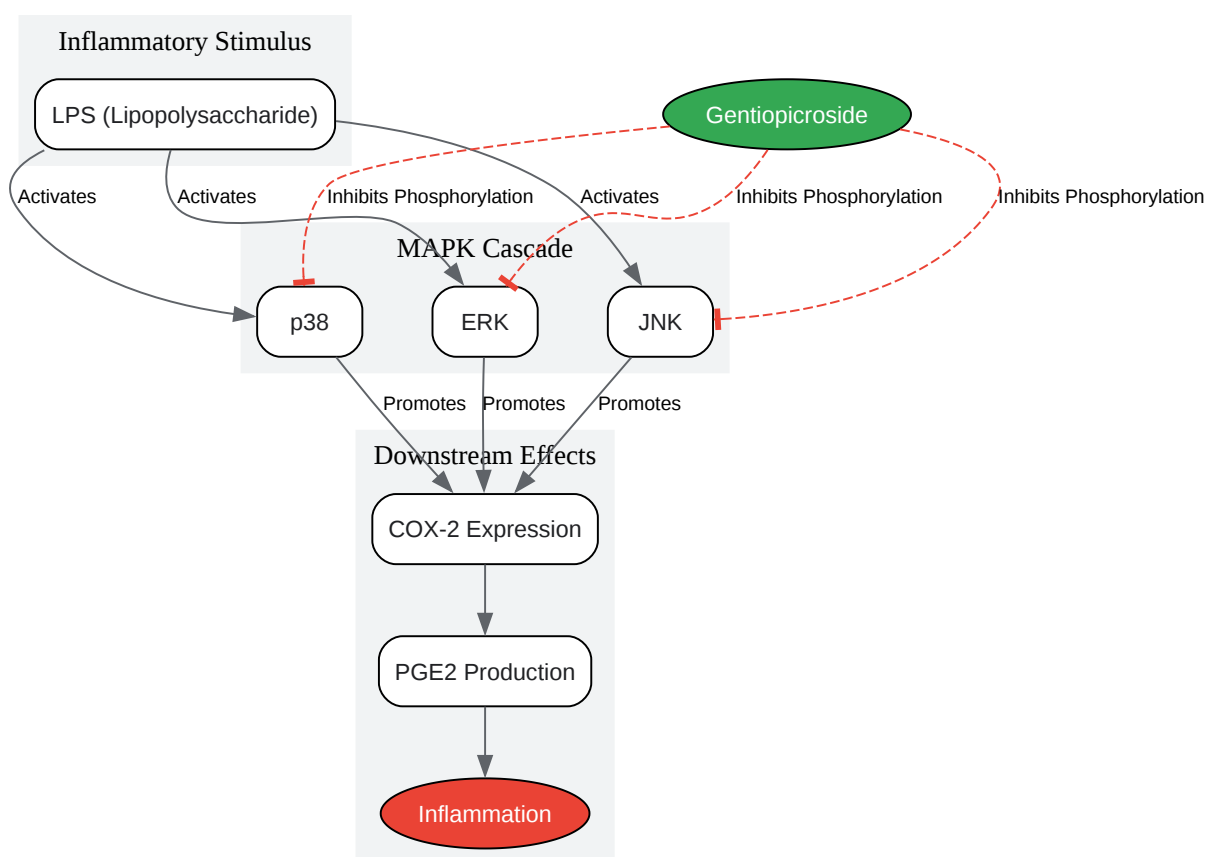 Inflammatory Stimulus
LPS (Lipopolysaccharide)
Gentiopicroside
Activates
Activates
Inhibits Phosphorylation
Activates
Inhibits Phosphorylation
Inhibits Phosphorylation
MAPK Cascade
p38
ERK
JNK
Promotes
Promotes
Promotes
Downstream Effects
COX-2 Expression
PGE2 Production
Inflammation